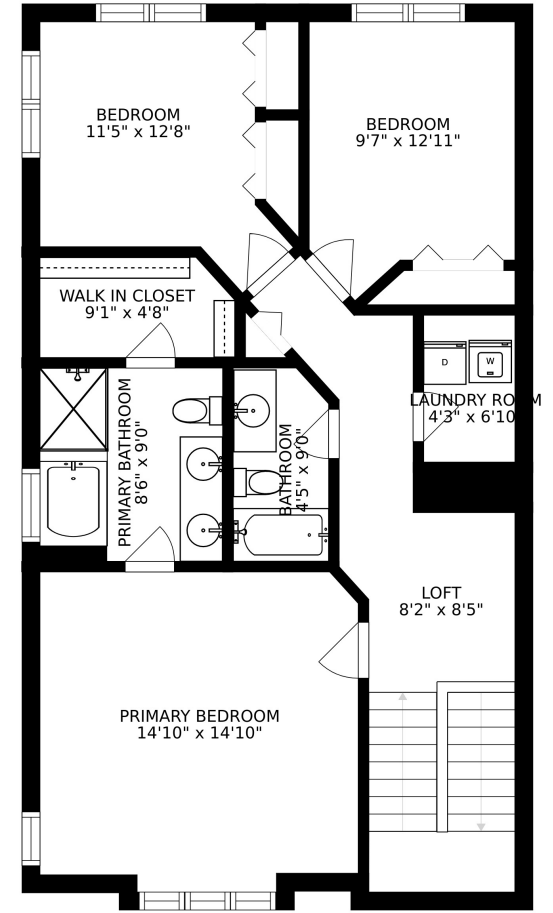 BEDROOM
11'5" x 12'8"
BEDROOM
9'7" x 12'11"
WALK IN CLOSET
9'1" x 4'8"
D
W
LAUNDRY ROOM
4'3" x 6'10
PRIMARY BATHROOM
8'6" x 9'0"
BATHROOM
4'5" x 9'0"
LOFT
8'2" x 8'5"
PRIMARY BEDROOM
14'10" x 14'10"